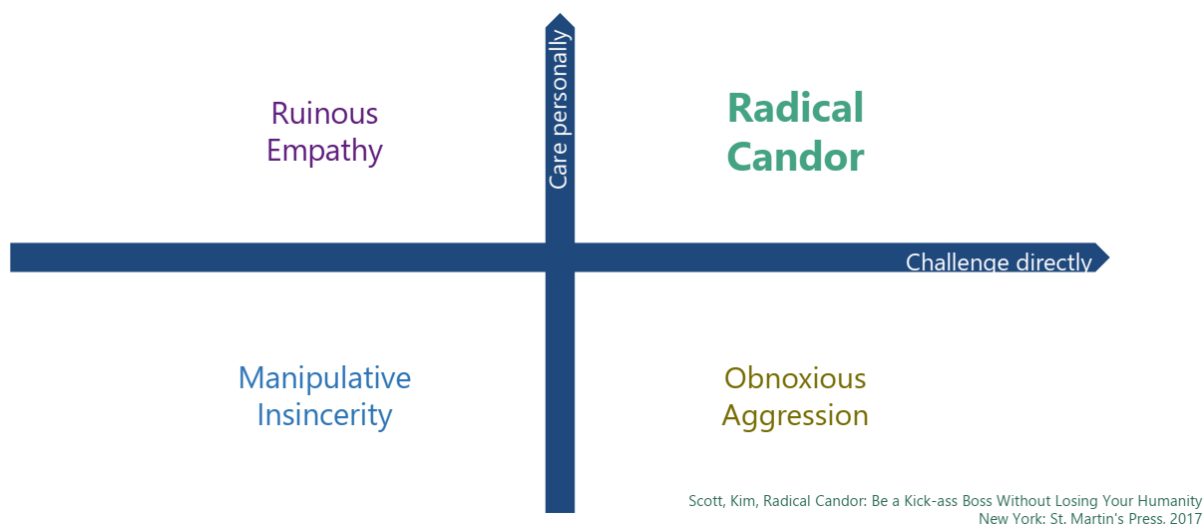 Ruinous
Empathy
Care personally
Radical
Candor
Challenge directly
Manipulative
Insincerity
Obnoxious
Aggression
Scott, Kim, Radical Candor: Be a Kick-ass Boss Without Losing Your Humanity
New York: St. Martin's Press. 2017